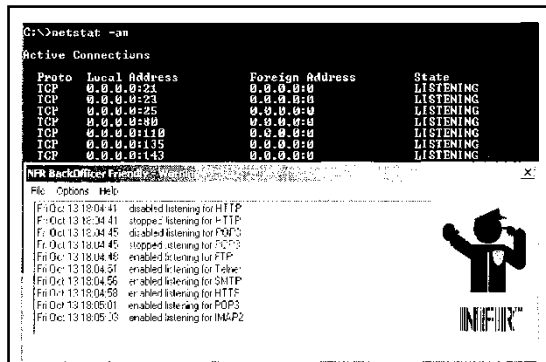 C:\>netstat -an
Active Connections
Proto Local Address Foreign Address State
TCP 0.0.0.0:21 0.0.0.0:0 LISTENING
TCP 0.0.0.0:23 0.0.0.0:0 LISTENING
TCP 0.0.0.0:25 0.0.0.0:0 LISTENING
TCP 0.0.0.0:80 0.0.0.0:0 LISTENING
TCP 0.0.0.0:110 0.0.0.0:0 LISTENING
TCP 0.0.0.0:135 0.0.0.0:0 LISTENING
TCP 0.0.0.0:143 0.0.0.0:0 LISTENING
NFR BackOfficer Friendly -
File Options Help
Fri Oct 13 18:04:41 disabled listening for HTTP
Fri Oct 13 18:04:41 stopped listening for HTTP
Fri Oct 13 18:04:45 disabled listening for POP3
Fri Oct 13 18:04:45 stopped listening for POP3
Fri Oct 13 18:04:48 enabled listening for FTP
Fri Oct 13 18:04:51 enabled listening for Telnet
Fri Oct 13 18:04:56 enabled listening for SMTP
Fri Oct 13 18:04:58 enabled listening for HTTP
Fri Oct 13 18:05:01 enabled listening for POP3
Fri Oct 13 18:05:03 enabled listening for IMAP2
NFR